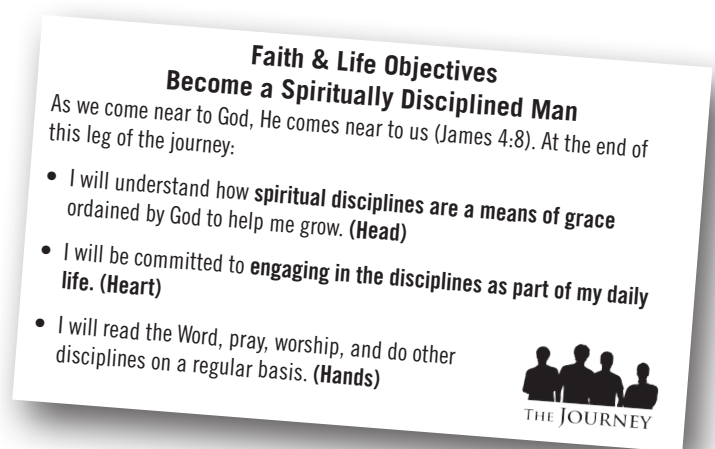 Faith & Life Objectives
Become a Spiritually Disciplined Man
As we come near to God, He comes near to us (James 4:8). At the end of
this leg of the journey:
• I will understand how spiritual disciplines are a means of grace
ordained by God to help me grow. (Head)
• I will be committed to engaging in the disciplines as part of my daily
life. (Heart)
• I will read the Word, pray, worship, and do other
disciplines on a regular basis. (Hands)
THE JOURNEY